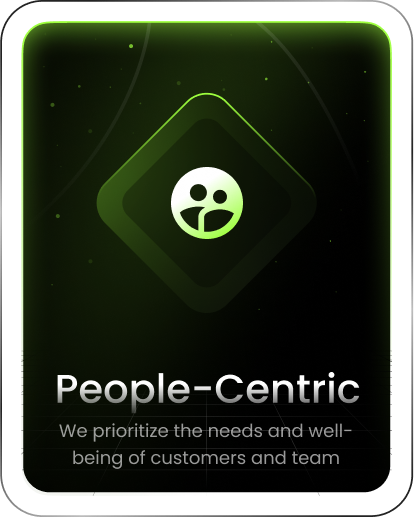 People-Centric
We prioritize the needs and well-
being of customers and team